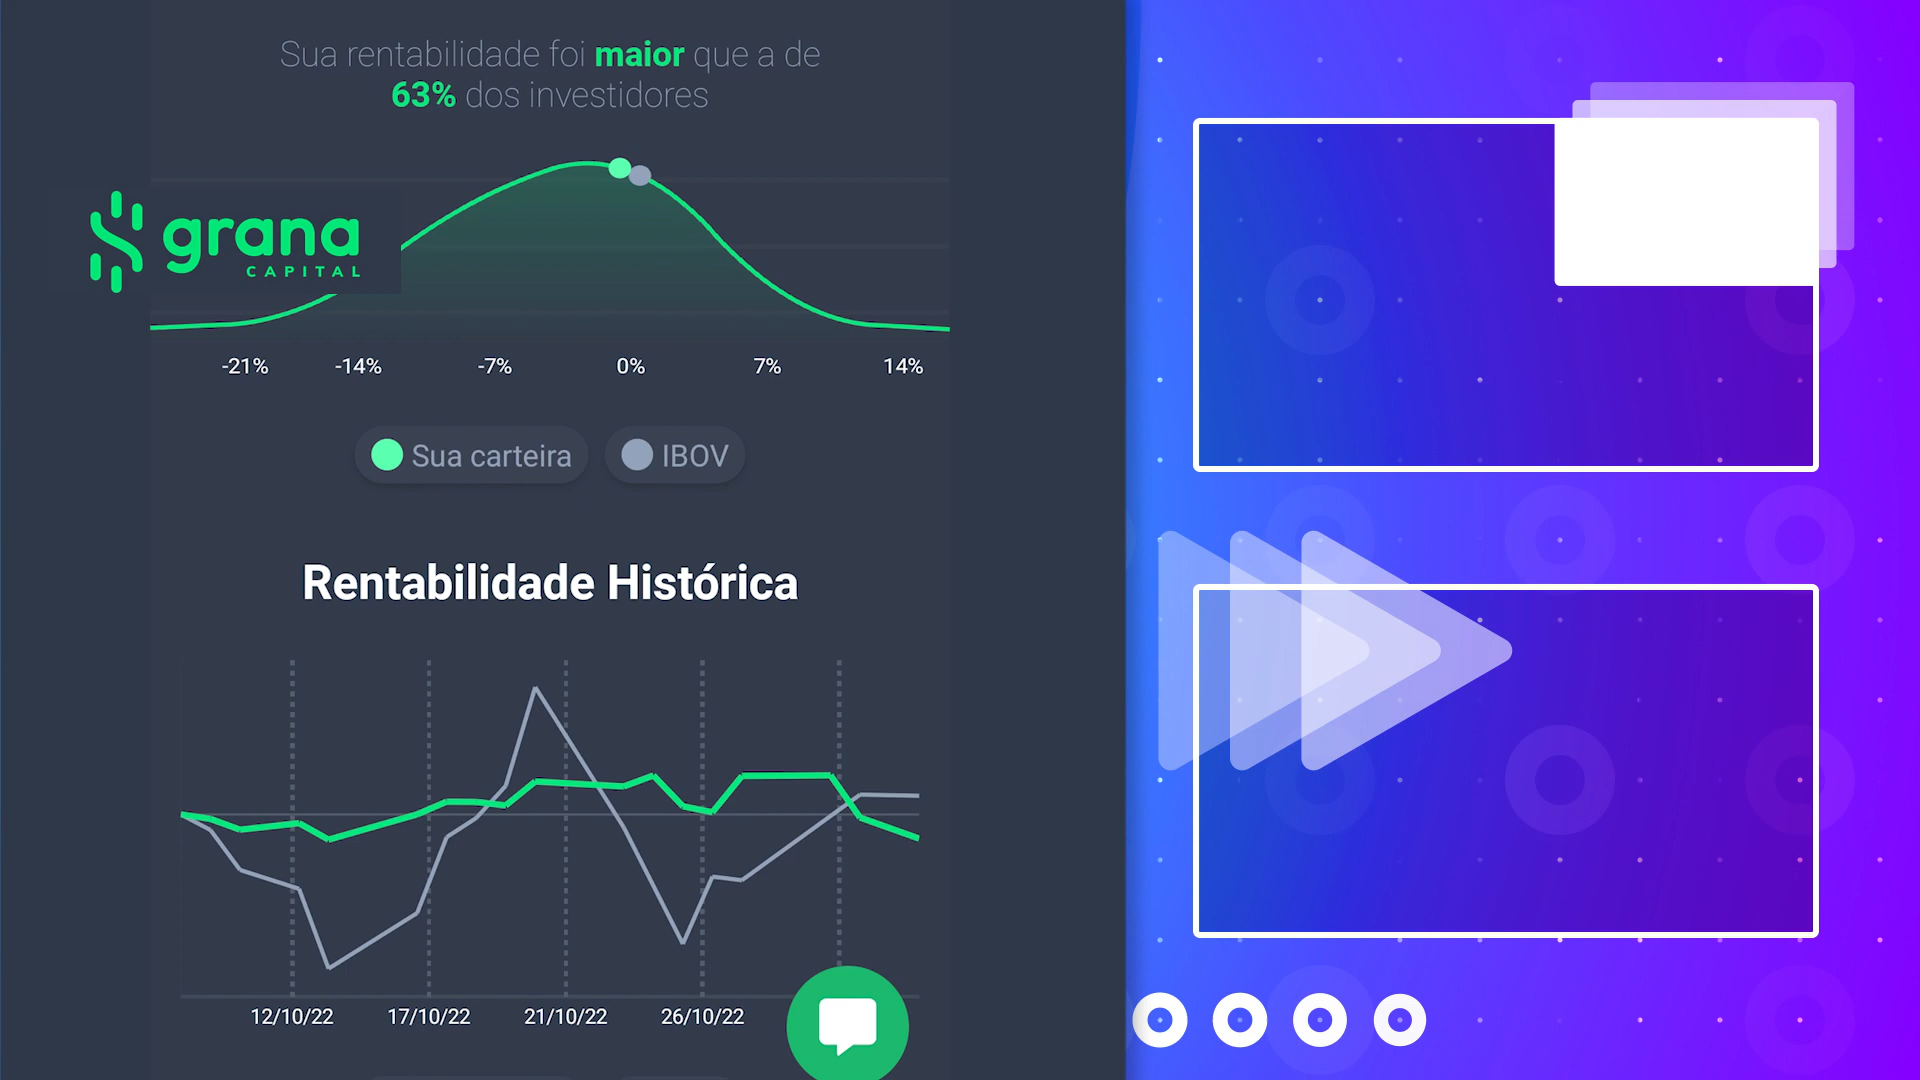 Sua rentabilidade foi maior que a de
63% dos investidores
grana
CAPITAL
-21% -14% -7% 0% 7% 14%
Sua carteira IBOV
Rentabilidade Histórica
12/10/22 17/10/22 21/10/22 26/10/22